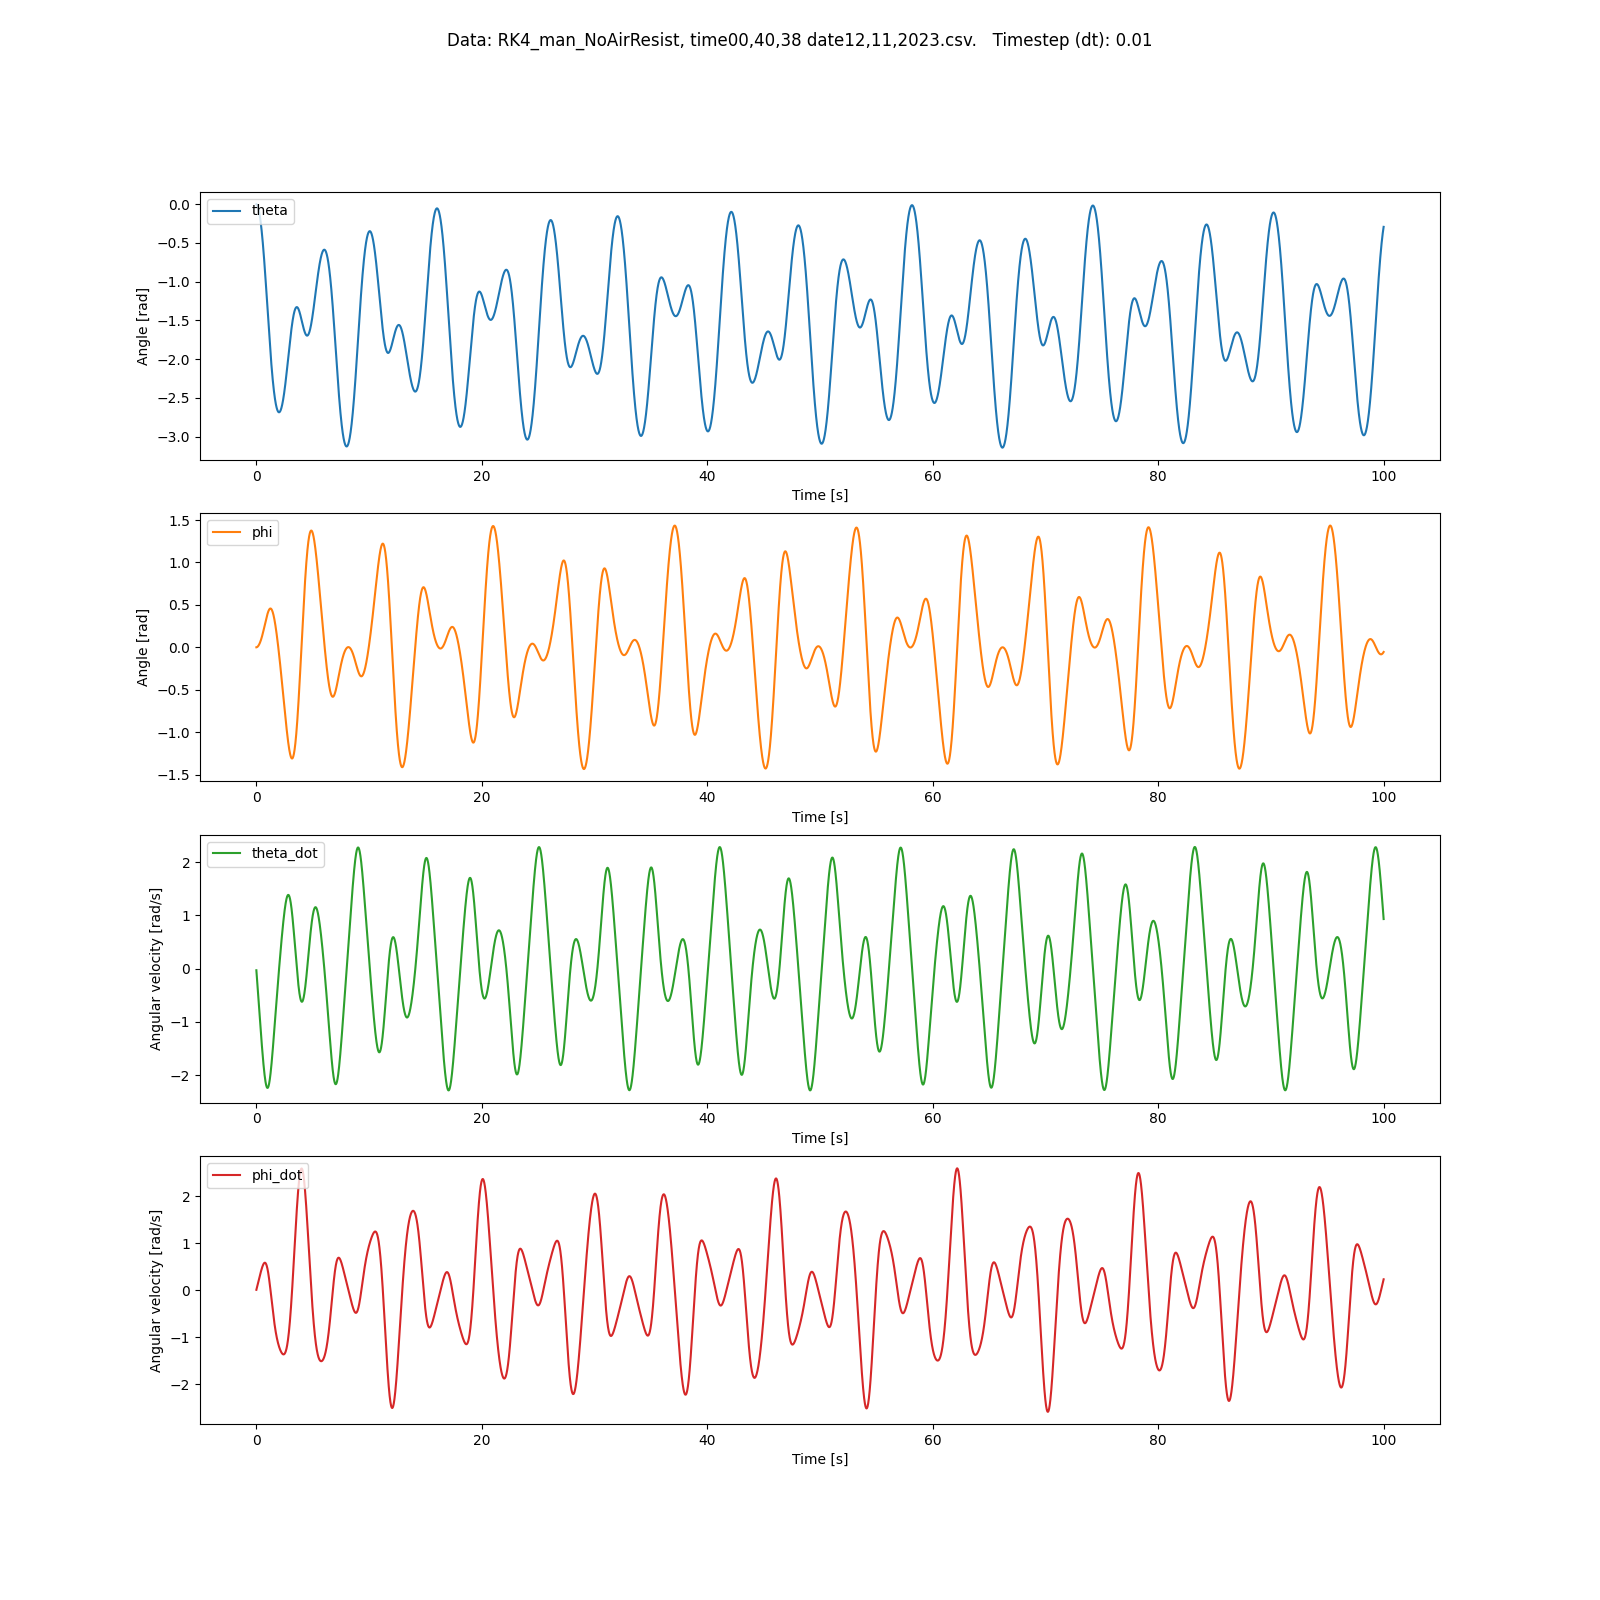 Data: RK4_man_NoAirResist, time00,40,38 date12,11,2023.csv.   Timestep (dt): 0.01
theta
0.0
−0.5
−1.0
−1.5
−2.0
−2.5
−3.0
Angle [rad]
0 20 40 60 80 100
Time [s]
phi
1.5
1.0
0.5
0.0
−0.5
−1.0
−1.5
Angle [rad]
0 20 40 60 80 100
Time [s]
theta_dot
2
1
0
−1
−2
Angular velocity [rad/s]
0 20 40 60 80 100
Time [s]
phi_dot
2
1
0
−1
−2
Angular velocity [rad/s]
0 20 40 60 80 100
Time [s]